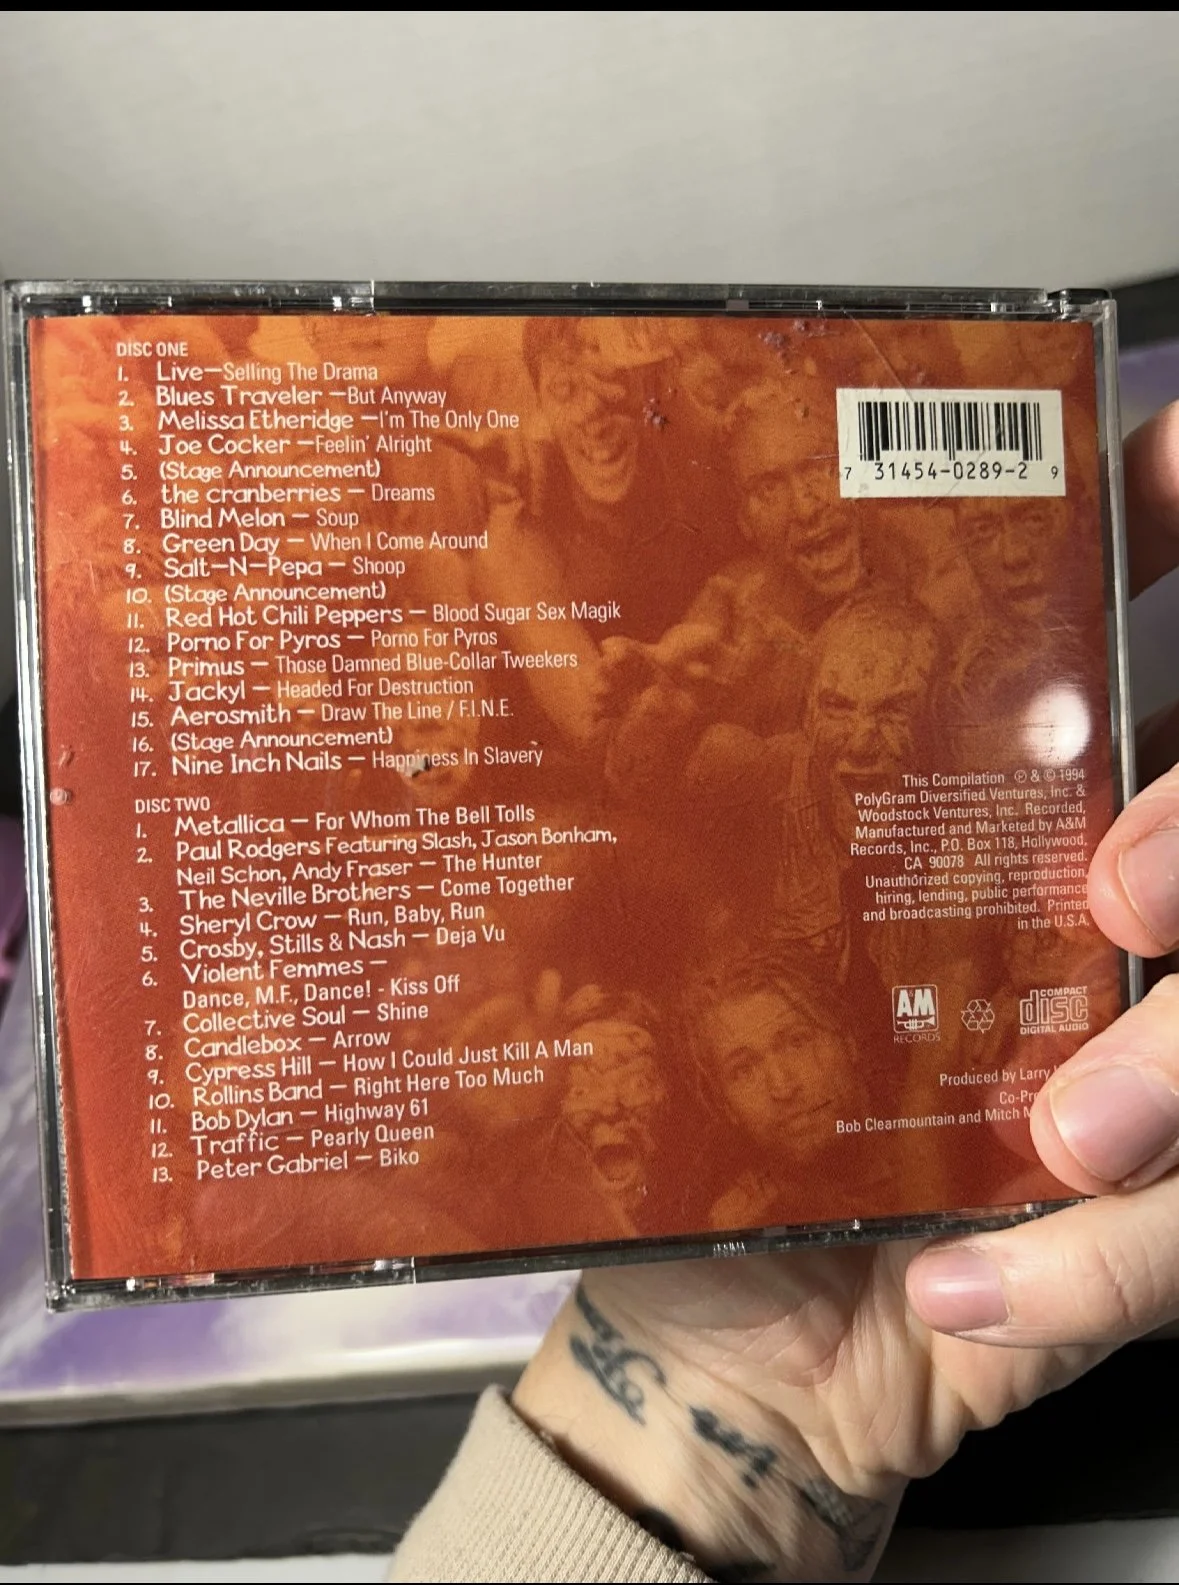 DISC ONE
1. Live—Selling The Drama
2. Blues Traveler —But Anyway
3. Melissa Etheridge —I'm The Only One
4. Joe Cocker —Feelin' Alright
5. (Stage Announcement)
6. the cranberries — Dreams
7. Blind Melon — Soup
8. Green Day — When I Come Around
9. Salt-N-Pepa — Shoop
10. (Stage Announcement)
11. Red Hot Chili Peppers — Blood Sugar Sex Magik
12. Porno For Pyros — Porno For Pyros
13. Primus — Those Damned Blue-Collar Tweekers
14. Jackyl — Headed For Destruction
15. Aerosmith — Draw The Line / F.I.N.E.
16. (Stage Announcement)
17. Nine Inch Nails — Happiness In Slavery
DISC TWO
1. Metallica — For Whom The Bell Tolls
2. Paul Rodgers Featuring Slash, Jason Bonham,
Neil Schon, Andy Fraser — The Hunter
3. The Neville Brothers — Come Together
4. Sheryl Crow — Run, Baby, Run
5. Crosby, Stills & Nash — Deja Vu
6. Violent Femmes —
Dance, M.F., Dance! - Kiss Off
7. Collective Soul — Shine
8. Candlebox — Arrow
9. Cypress Hill — How I Could Just Kill A Man
10. Rollins Band — Right Here Too Much
11. Bob Dylan — Highway 61
12. Traffic — Pearly Queen
13. Peter Gabriel — Biko
7 31454-0289-2 9
This Compilation ℗ & © 1994
PolyGram Diversified Ventures, Inc. &
Woodstock Ventures, Inc. Recorded,
Manufactured and Marketed by A&M
Records, Inc., P.O. Box 118, Hollywood,
CA 90078 All rights reserved.
Unauthorized copying, reproduction,
hiring, lending, public performance
and broadcasting prohibited. Printed
in the U.S.A.
A&M
RECORDS
COMPACT
disc
DIGITAL AUDIO
Produced by Larry
Bob Clearmountain and Mitch